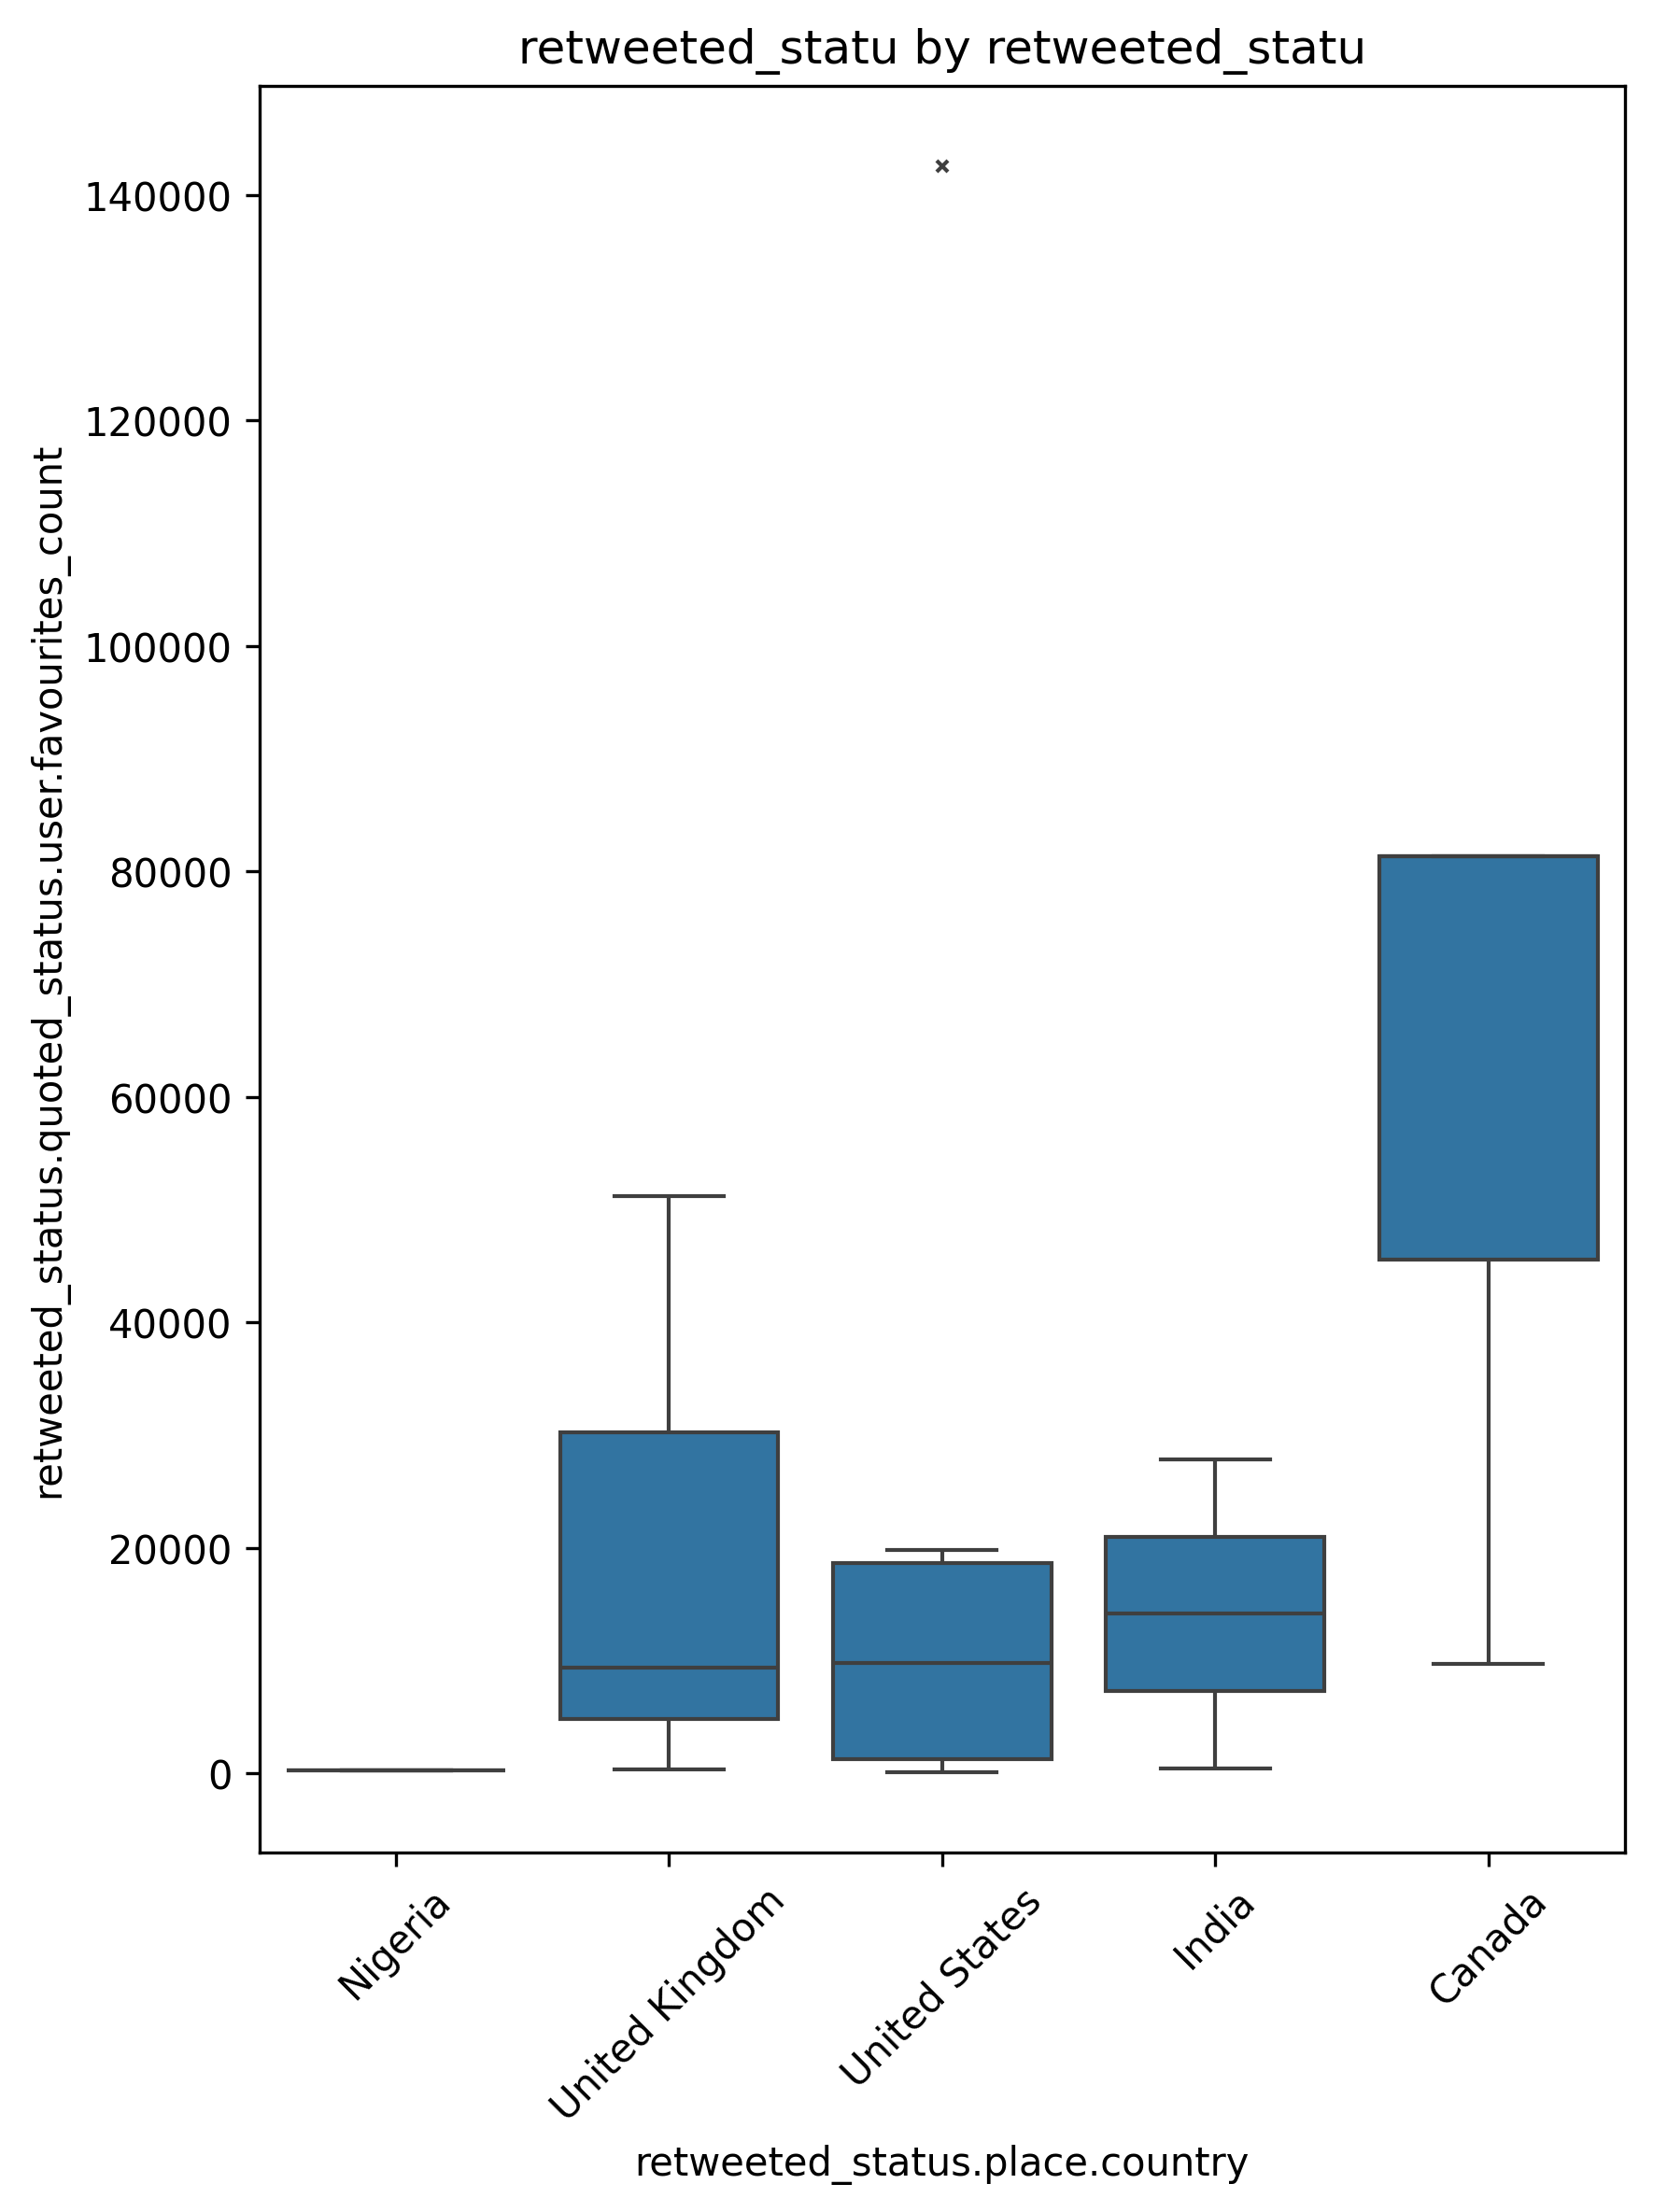 retweeted_statu by retweeted_statu
retweeted_status.quoted_status.user.favourites_count
140000
120000
100000
80000
60000
40000
20000
0
Nigeria
United Kingdom
United States
India
Canada
retweeted_status.place.country